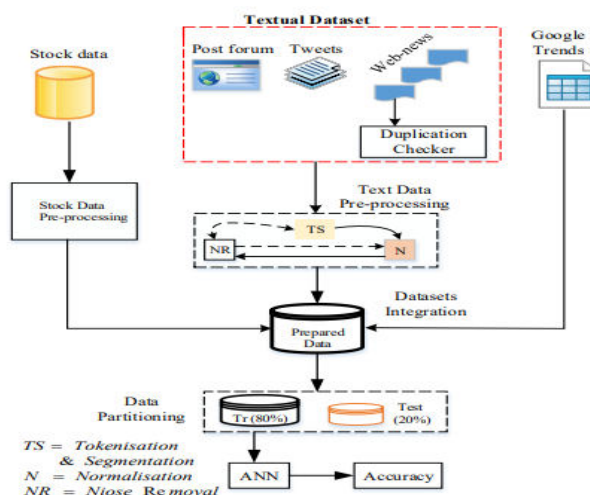 Textual Dataset
Stock data
Post forum
Tweets
Web-news
Google
Trends
Duplication
Checker
Stock Data
Pre-processing
Text Data
Pre-processing
TS
NR
N
Datasets
Integration
Prepared
Data
Data
Partitioning
Tr (80%)
Test
(20%)
TS = Tokenisation
& Segmentation
N = Normalisation
NR = Niose Removal
ANN
Accuracy